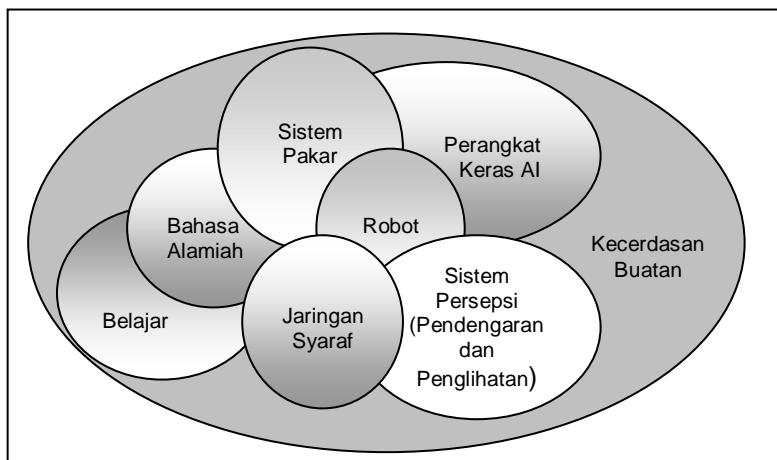 Sistem
Pakar
Perangkat
Keras AI
Bahasa
Alamiah
Robot
Kecerdasan
Buatan
Belajar
Jaringan
Syaraf
Sistem
Persepsi
(Pendengaran
dan
Penglihatan)